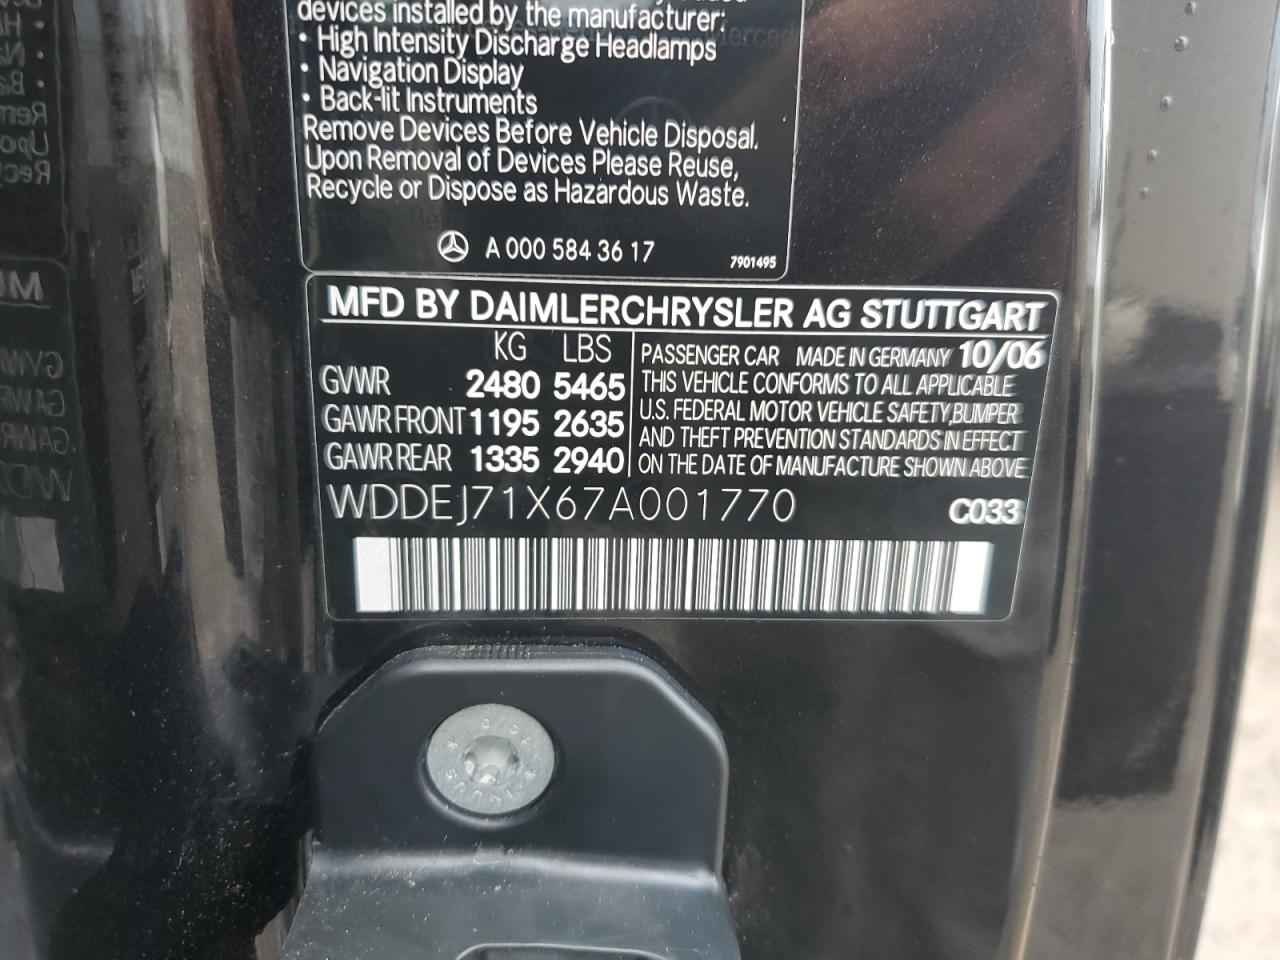 devices installed by the manufacturer:
• High Intensity Discharge Headlamps
• Navigation Display
• Back-lit Instruments
Remove Devices Before Vehicle Disposal.
Upon Removal of Devices Please Reuse,
Recycle or Dispose as Hazardous Waste.
A 000 584 36 17
7901495
MFD BY DAIMLERCHRYSLER AG STUTTGART
KG LBS
GVWR 2480 5465
GAWR FRONT 1195 2635
GAWR REAR 1335 2940
PASSENGER CAR MADE IN GERMANY 10/06
THIS VEHICLE CONFORMS TO ALL APPLICABLE
U.S. FEDERAL MOTOR VEHICLE SAFETY,BUMPER
AND THEFT PREVENTION STANDARDS IN EFFECT
ON THE DATE OF MANUFACTURE SHOWN ABOVE
WDDEJ71X67A001770
C033